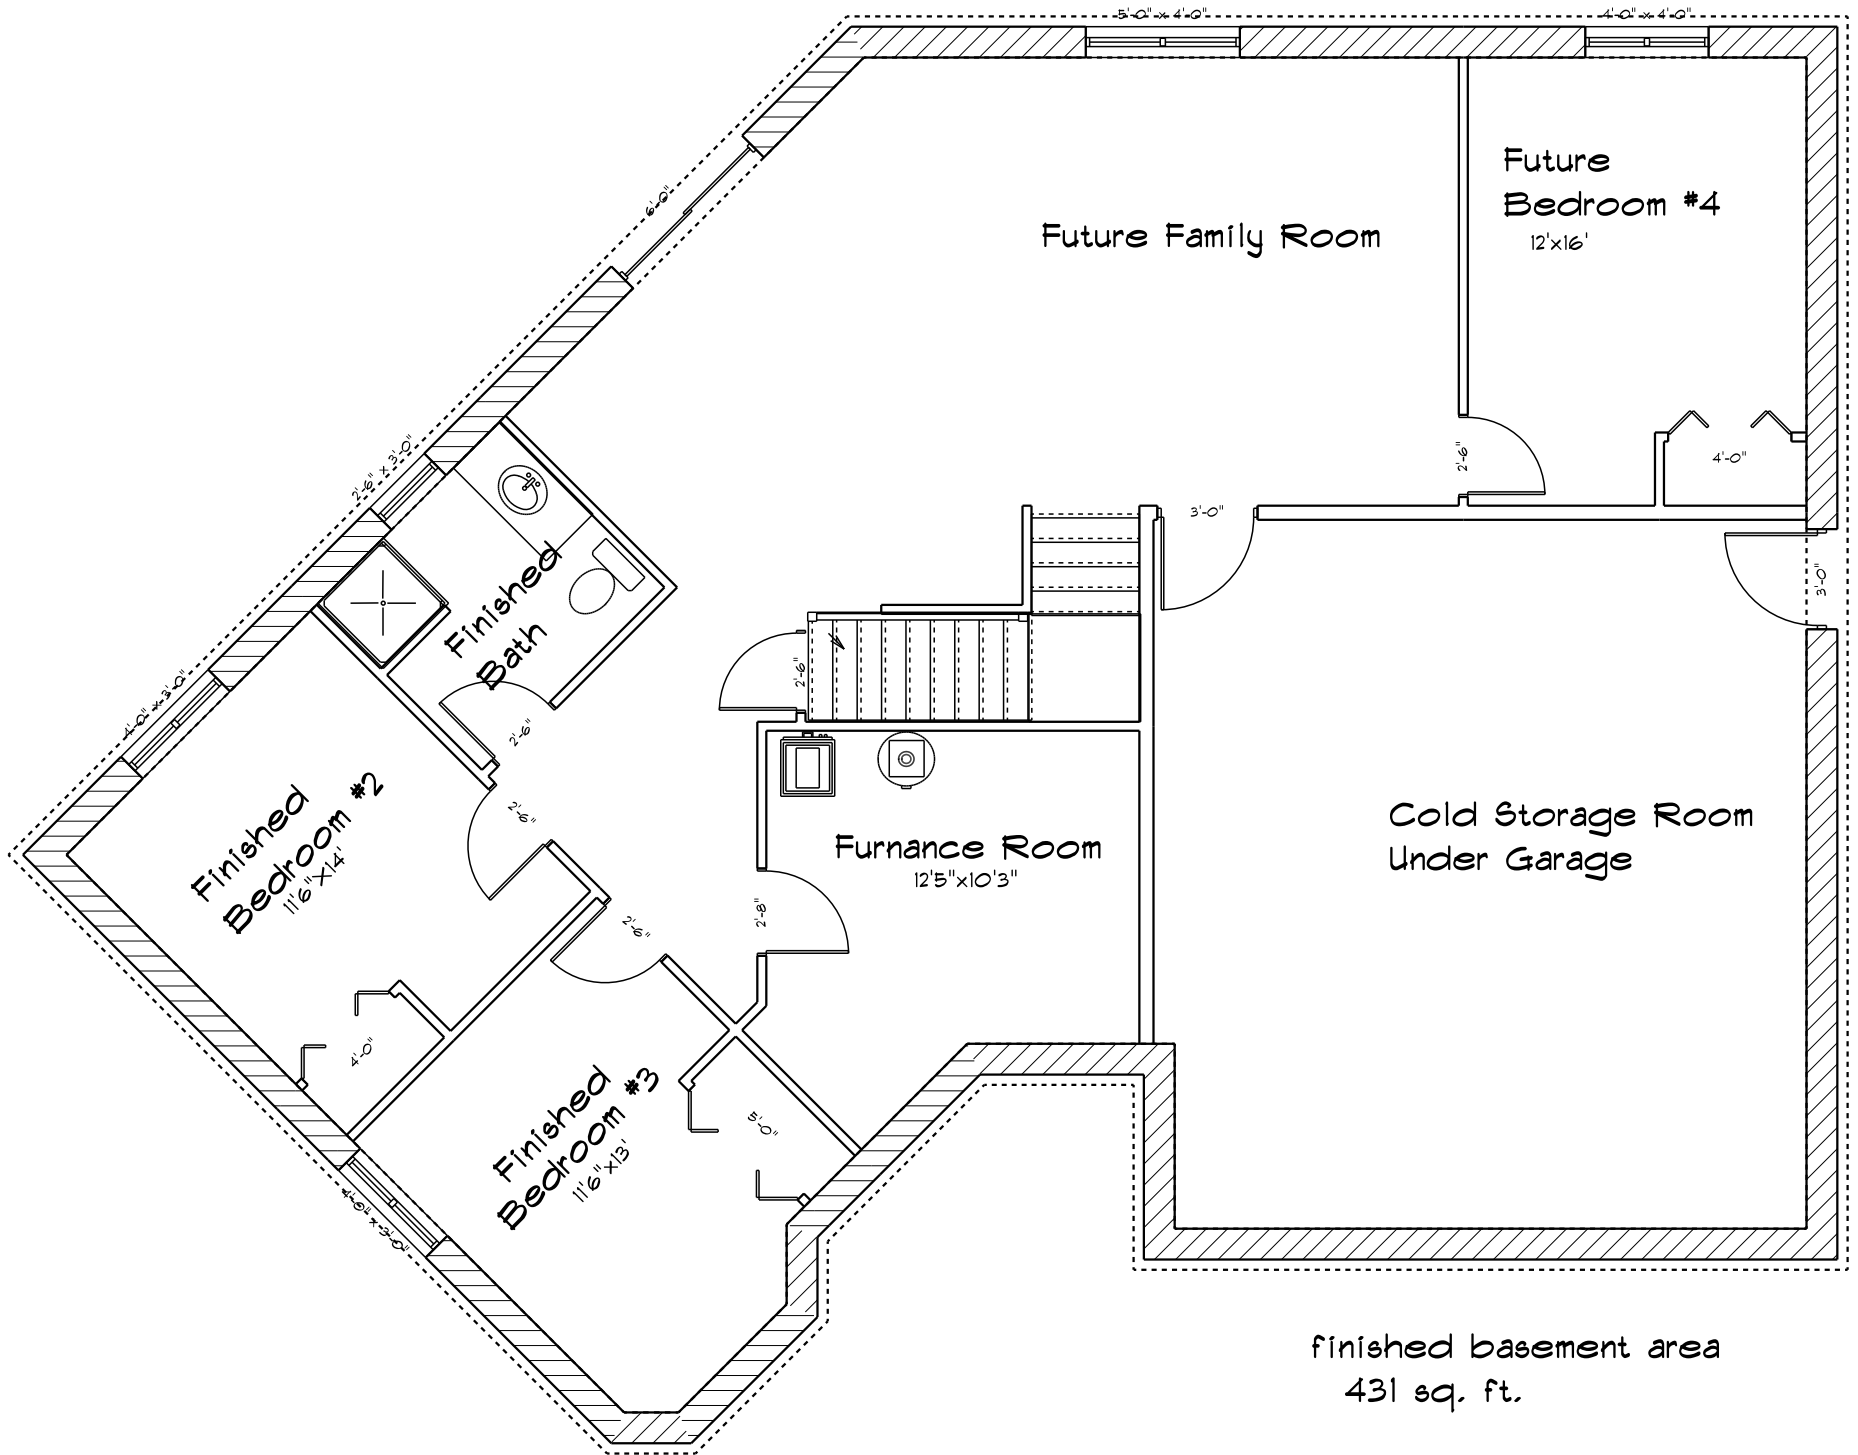 5'-0" x 4'-0"
4'-0" x 4'-0"
6'-0"
Future
Bedroom #4
12'x16'
Future Family Room
2'-6"
4'-0"
2'-6" x 3'-0"
3'-0"
3'-0"
Finished
Bath
2'-6"
2'-6"
4'-0" x 3'-0"
2'-6"
Finished
Bedroom #2
11'6"X14'
Furnance Room
12'5"x10'3"
Cold Storage Room
Under Garage
2'-6"
2'-8"
4'-0"
Finished
Bedroom #3
11'6"x13'
5'-0"
4'-0" x 3'-0"
finished basement area
431 sq. ft.